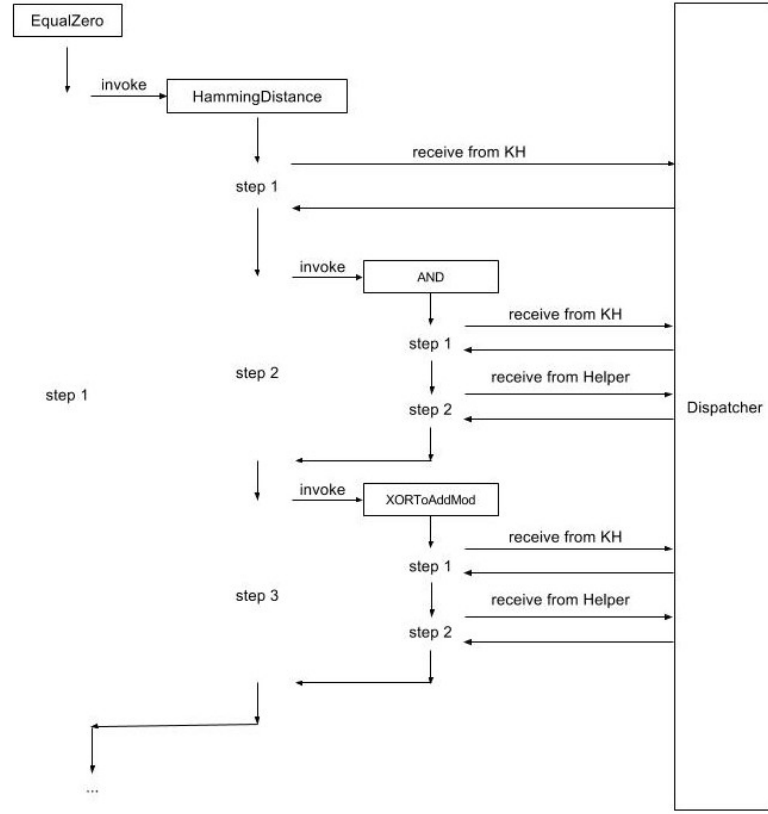 EqualZero
invoke
HammingDistance
receive from KH
step 1
invoke
AND
receive from KH
step 1
step 2
receive from Helper
step 1
step 2
Dispatcher
invoke
XORToAddMod
receive from KH
step 1
step 3
receive from Helper
step 2
...